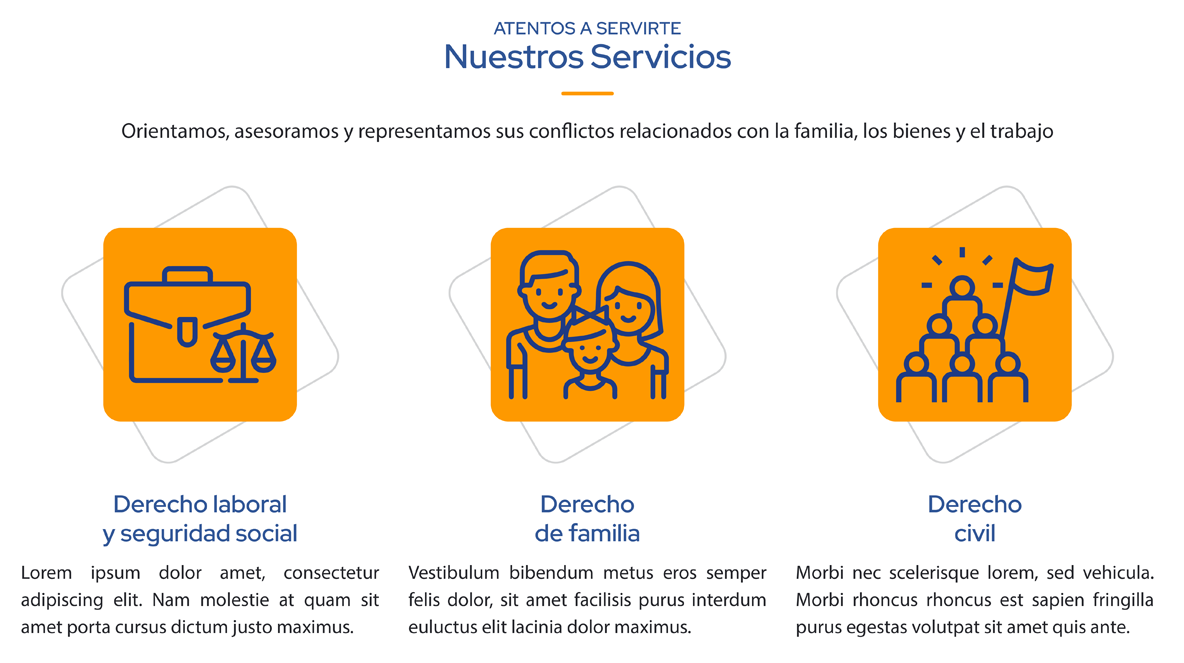 ATENTOS A SERVIRTE
Nuestros Servicios
Orientamos, asesoramos y representamos sus conflictos relacionados con la familia, los bienes y el trabajo
Derecho laboral
y seguridad social
Lorem ipsum dolor amet, consectetur
adipiscing elit. Nam molestie at quam sit
amet porta cursus dictum justo maximus.
Derecho
de familia
Vestibulum bibendum metus eros semper
felis dolor, sit amet facilisis purus interdum
euluctus elit lacinia dolor maximus.
Derecho
civil
Morbi nec scelerisque lorem, sed vehicula.
Morbi rhoncus rhoncus est sapien fringilla
purus egestas volutpat sit amet quis ante.